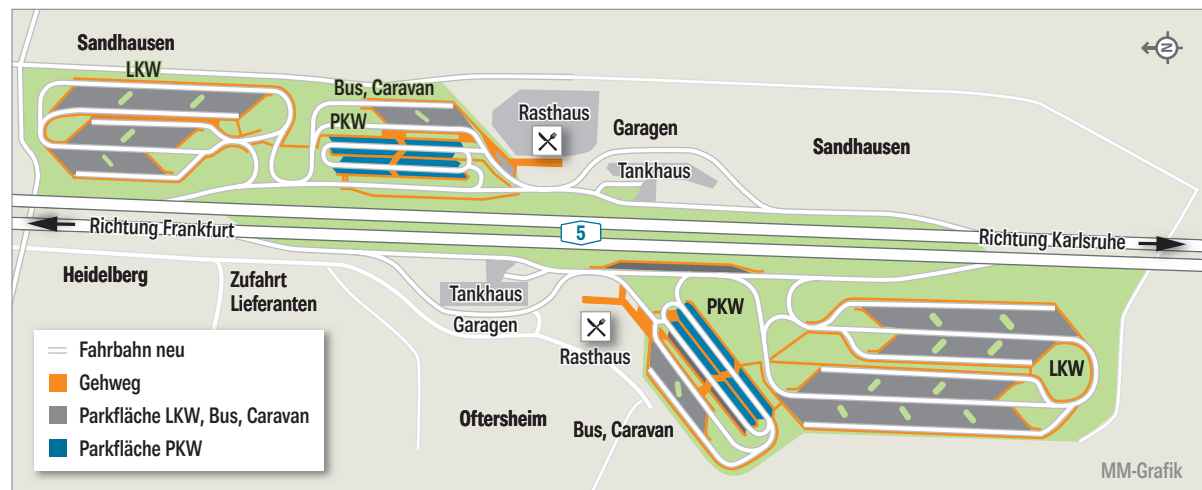 Sandhausen
LKW
Bus, Caravan
PKW
Rasthaus
Garagen
Tankhaus
Sandhausen
N
Richtung Frankfurt
5
Richtung Karlsruhe
Heidelberg
Zufahrt
Lieferanten
Tankhaus
Garagen
Rasthaus
PKW
LKW
Oftersheim
Bus, Caravan
Fahrbahn neu
Gehweg
Parkfläche LKW, Bus, Caravan
Parkfläche PKW
MM-Grafik